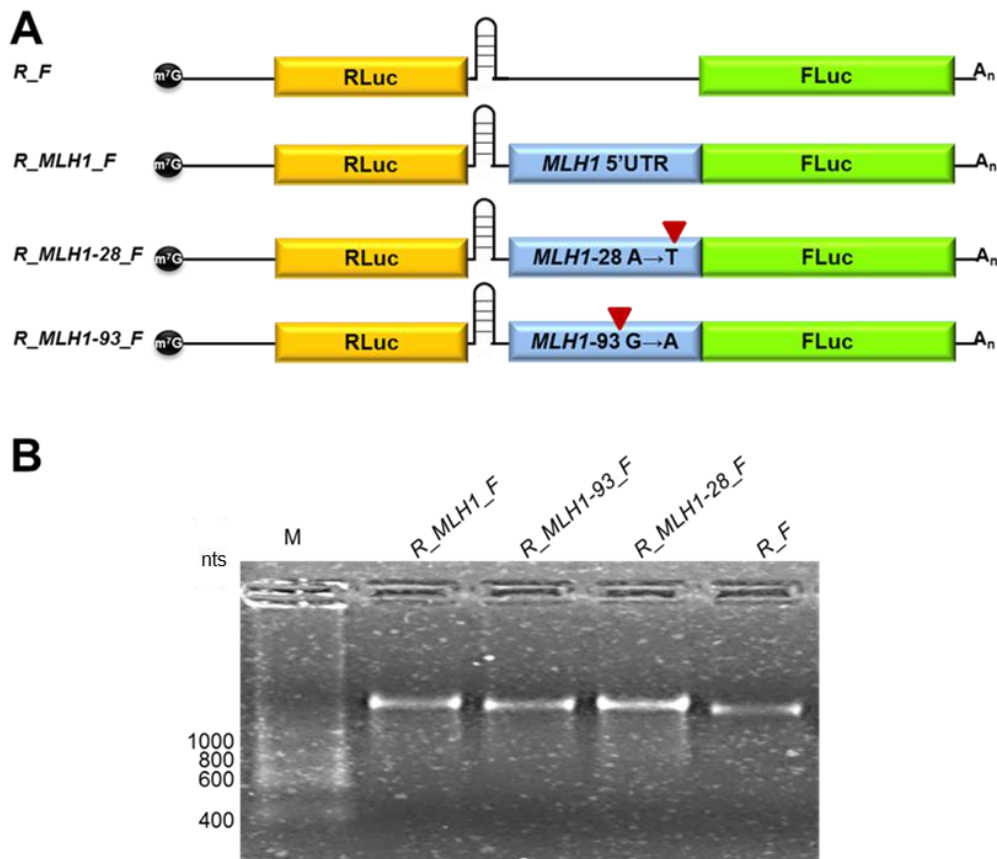 A
R_F m⁷G RLuc FLuc Aₙ
R_MLH1_F m⁷G RLuc MLH1 5'UTR FLuc Aₙ
R_MLH1-28_F m⁷G RLuc MLH1-28 A→T FLuc Aₙ
R_MLH1-93_F m⁷G RLuc MLH1-93 G→A FLuc Aₙ
B
nts M R_MLH1_F R_MLH1-93_F R_MLH1-28_F R_F
1000
800
600
400